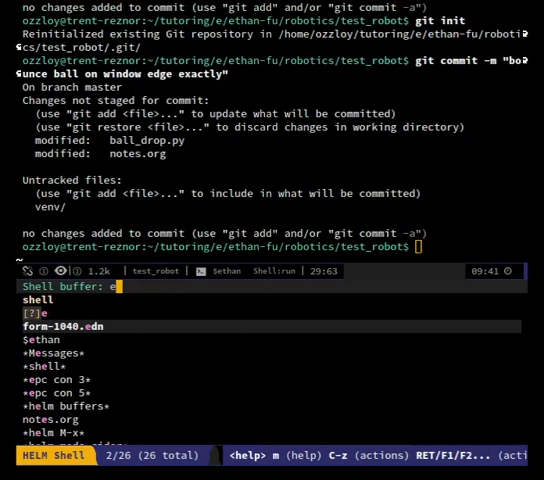 no changes added to commit (use "git add" and/or "git commit -a")
ozzloy@trent-reznor:~/tutoring/e/ethan-fu/robotics/test_robot$ git init
Reinitialized existing Git repository in /home/ozzloy/tutoring/e/ethan-fu/roboti
cs/test_robot/.git/
ozzloy@trent-reznor:~/tutoring/e/ethan-fu/robotics/test_robot$ git commit -m "bo
unce ball on window edge exactly"
On branch master
Changes not staged for commit:
(use "git add <file>..." to update what will be committed)
(use "git restore <file>..." to discard changes in working directory)
modified: ball_drop.py
modified: notes.org
Untracked files:
(use "git add <file>..." to include in what will be committed)
venv/
no changes added to commit (use "git add" and/or "git commit -a")
ozzloy@trent-reznor:~/tutoring/e/ethan-fu/robotics/test_robot$
~
1.2k | test_robot | $ethan Shell:run | 29:63 | 09:41
Shell buffer: e
shell
[?]e
form-1040.edn
$ethan
*Messages*
*shell*
*epc con 3*
*epc con 5*
*helm buffers*
notes.org
*helm M-x*
HELM Shell 2/26 (26 total) <help> m (help) C-z (actions) RET/F1/F2... (acti